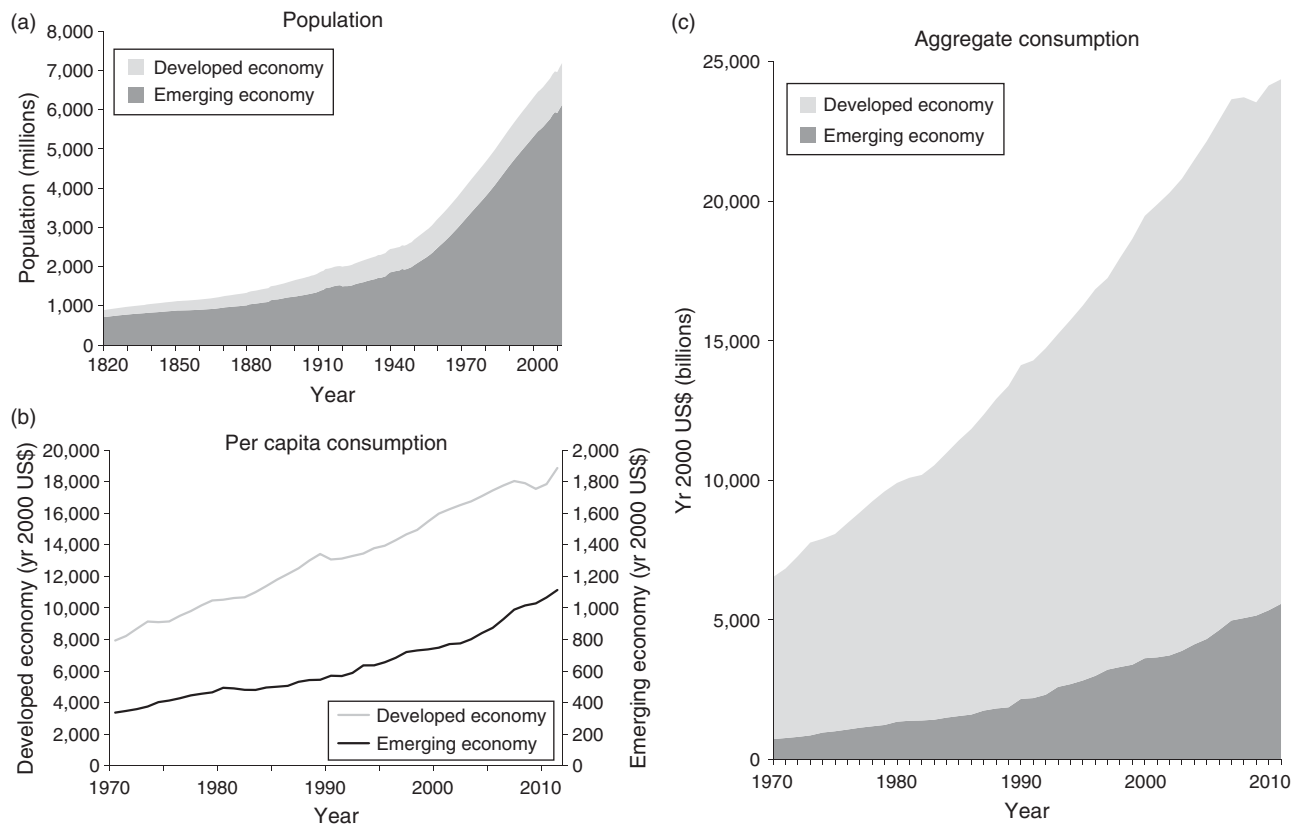 (a)
Population
Population (millions)
8,000
7,000
6,000
5,000
4,000
3,000
2,000
1,000
0
Developed economy
Emerging economy
1820 1850 1880 1910 1940 1970 2000
Year
(b)
Per capita consumption
Developed economy (yr 2000 US$)
20,000
18,000
16,000
14,000
12,000
10,000
8,000
6,000
4,000
2,000
0
2,000
1,800
1,600
1,400
1,200
1,000
800
600
400
200
0
Emerging economy (yr 2000 US$)
Developed economy
Emerging economy
1970 1980 1990 2000 2010
Year
(c)
Aggregate consumption
Yr 2000 US$ (billions)
25,000
20,000
15,000
10,000
5,000
0
Developed economy
Emerging economy
1970 1980 1990 2000 2010
Year